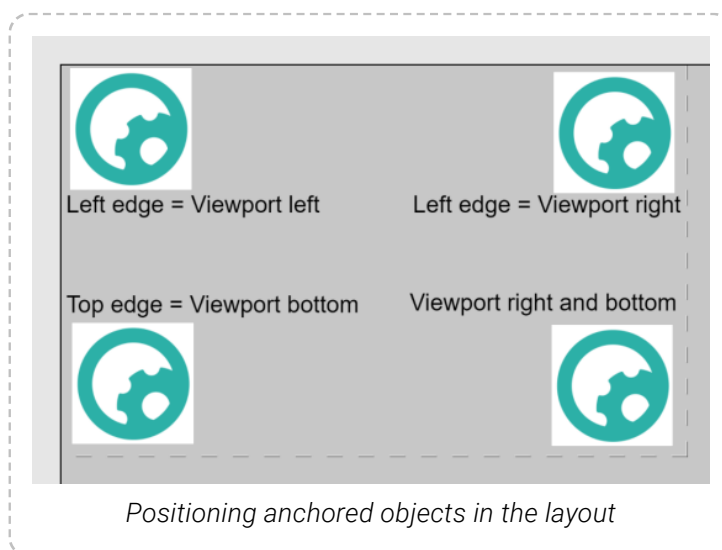 Left edge = Viewport left
Left edge = Viewport right
Top edge = Viewport bottom
Viewport right and bottom
Positioning anchored objects in the layout